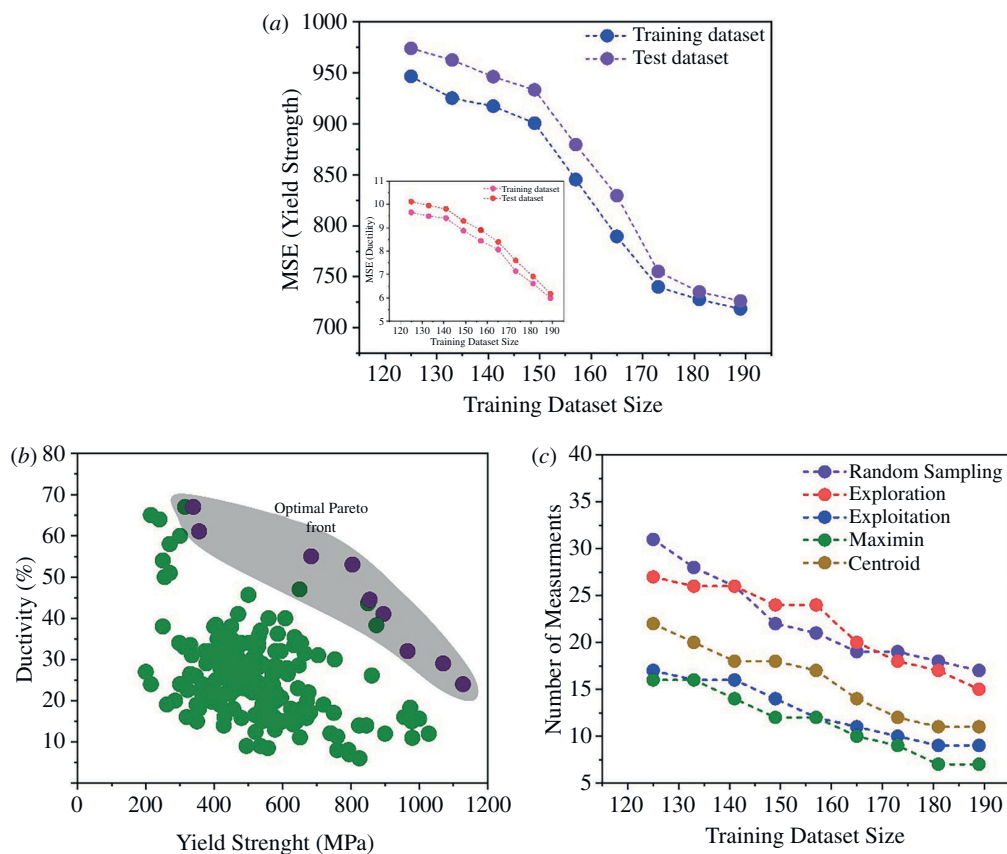 (a)
1000
950
900
850
800
750
700
MSE (Yield Strength)
Training dataset
Test dataset
11
10
9
8
7
6
5
MSE (Ductility)
Training dataset
Test dataset
120 130 140 150 160 170 180 190
Training Dataset Size
120 130 140 150 160 170 180 190
Training Dataset Size
(b)
80
70
60
50
40
30
20
10
Ductivity (%)
Optimal Pareto
front
0 200 400 600 800 1000 1200
Yield Strenght (MPa)
(c)
40
35
30
25
20
15
10
5
Number of Measurments
Random Sampling
Exploration
Exploitation
Maximin
Centroid
120 130 140 150 160 170 180 190
Training Dataset Size